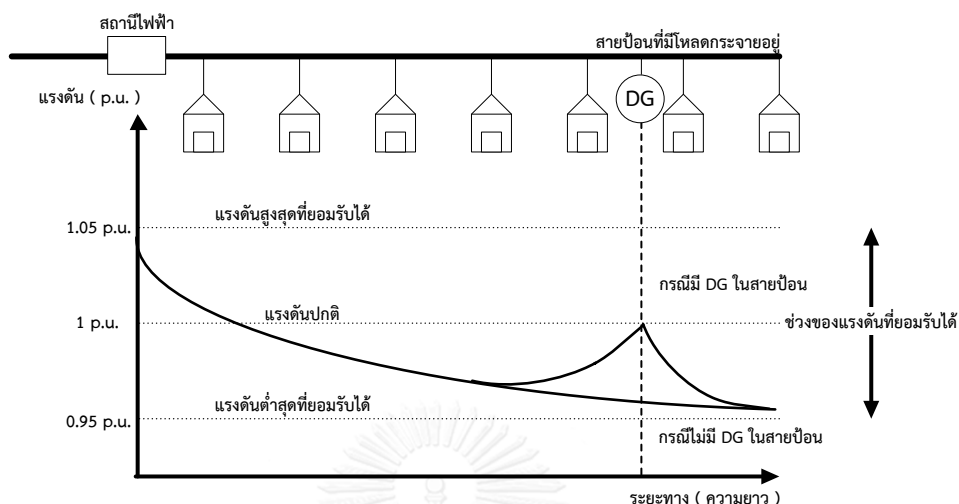 สถานีไฟฟ้า
สายป้อนที่มีโหลดกระจายอยู่
แรงดัน ( p.u. )
DG
แรงดันสูงสุดที่ยอมรับได้
1.05 p.u.
กรณีมี DG ในสายป้อน
แรงดันปกติ
1 p.u.
ช่วงของแรงดันที่ยอมรับได้
แรงดันต่ำสุดที่ยอมรับได้
0.95 p.u.
กรณีไม่มี DG ในสายป้อน
ระยะทาง ( ความยาว )